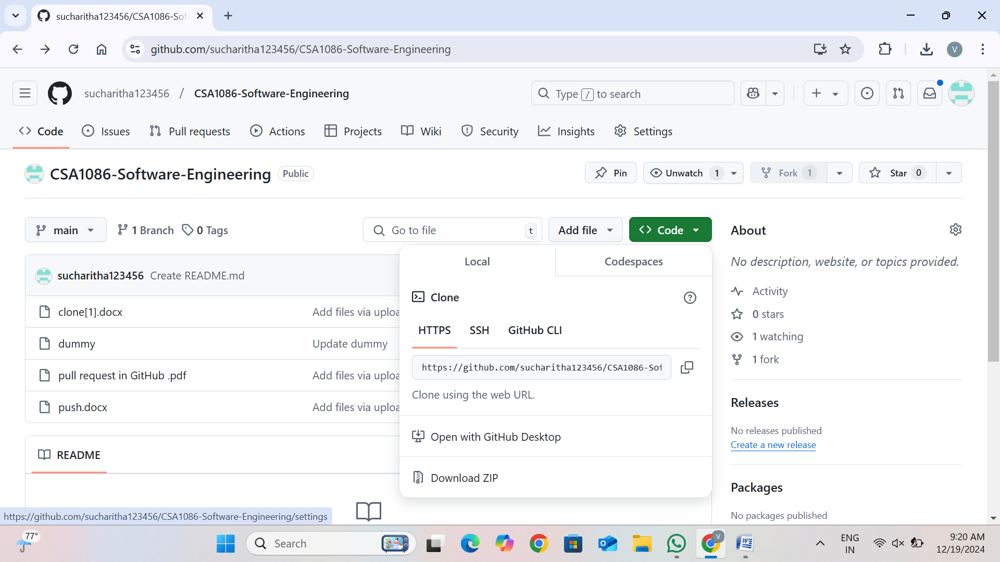 sucharitha123456/CSA1086-Sof
github.com/sucharitha123456/CSA1086-Software-Engineering
V
sucharitha123456 / CSA1086-Software-Engineering
Type / to search
Code
Issues
Pull requests
Actions
Projects
Wiki
Security
Insights
Settings
CSA1086-Software-Engineering Public
Pin
Unwatch 1
Fork 1
Star 0
main
1 Branch
0 Tags
Go to file t
Add file
Code
About
No description, website, or topics provided.
Activity
0 stars
1 watching
1 fork
Releases
No releases published
Create a new release
Packages
No packages published
sucharitha123456 Create README.md
clone[1].docx Add files via uploa
dummy Update dummy
pull request in GitHub .pdf Add files via uploa
push.docx Add files via uploa
README
Local
Codespaces
Clone
HTTPS
SSH
GitHub CLI
https://github.com/sucharitha123456/CSA1086-Sof
Clone using the web URL.
Open with GitHub Desktop
Download ZIP
https://github.com/sucharitha123456/CSA1086-Software-Engineering/settings
77°
Search
V
ENG
IN
9:20 AM
12/19/2024